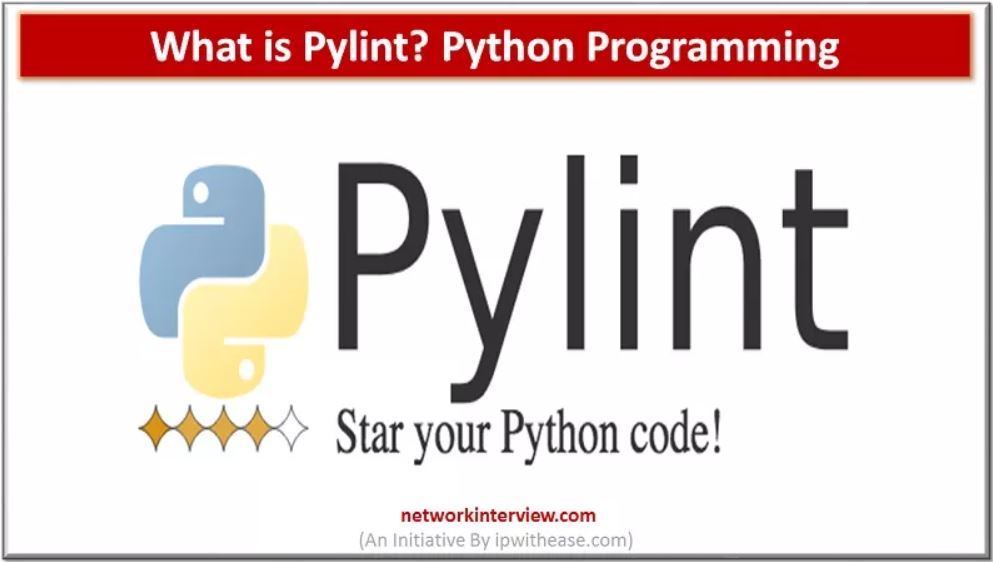 What is Pylint? Python Programming
Pylint
Star your Python code!
networkinterview.com
(An Initiative By ipwithease.com)